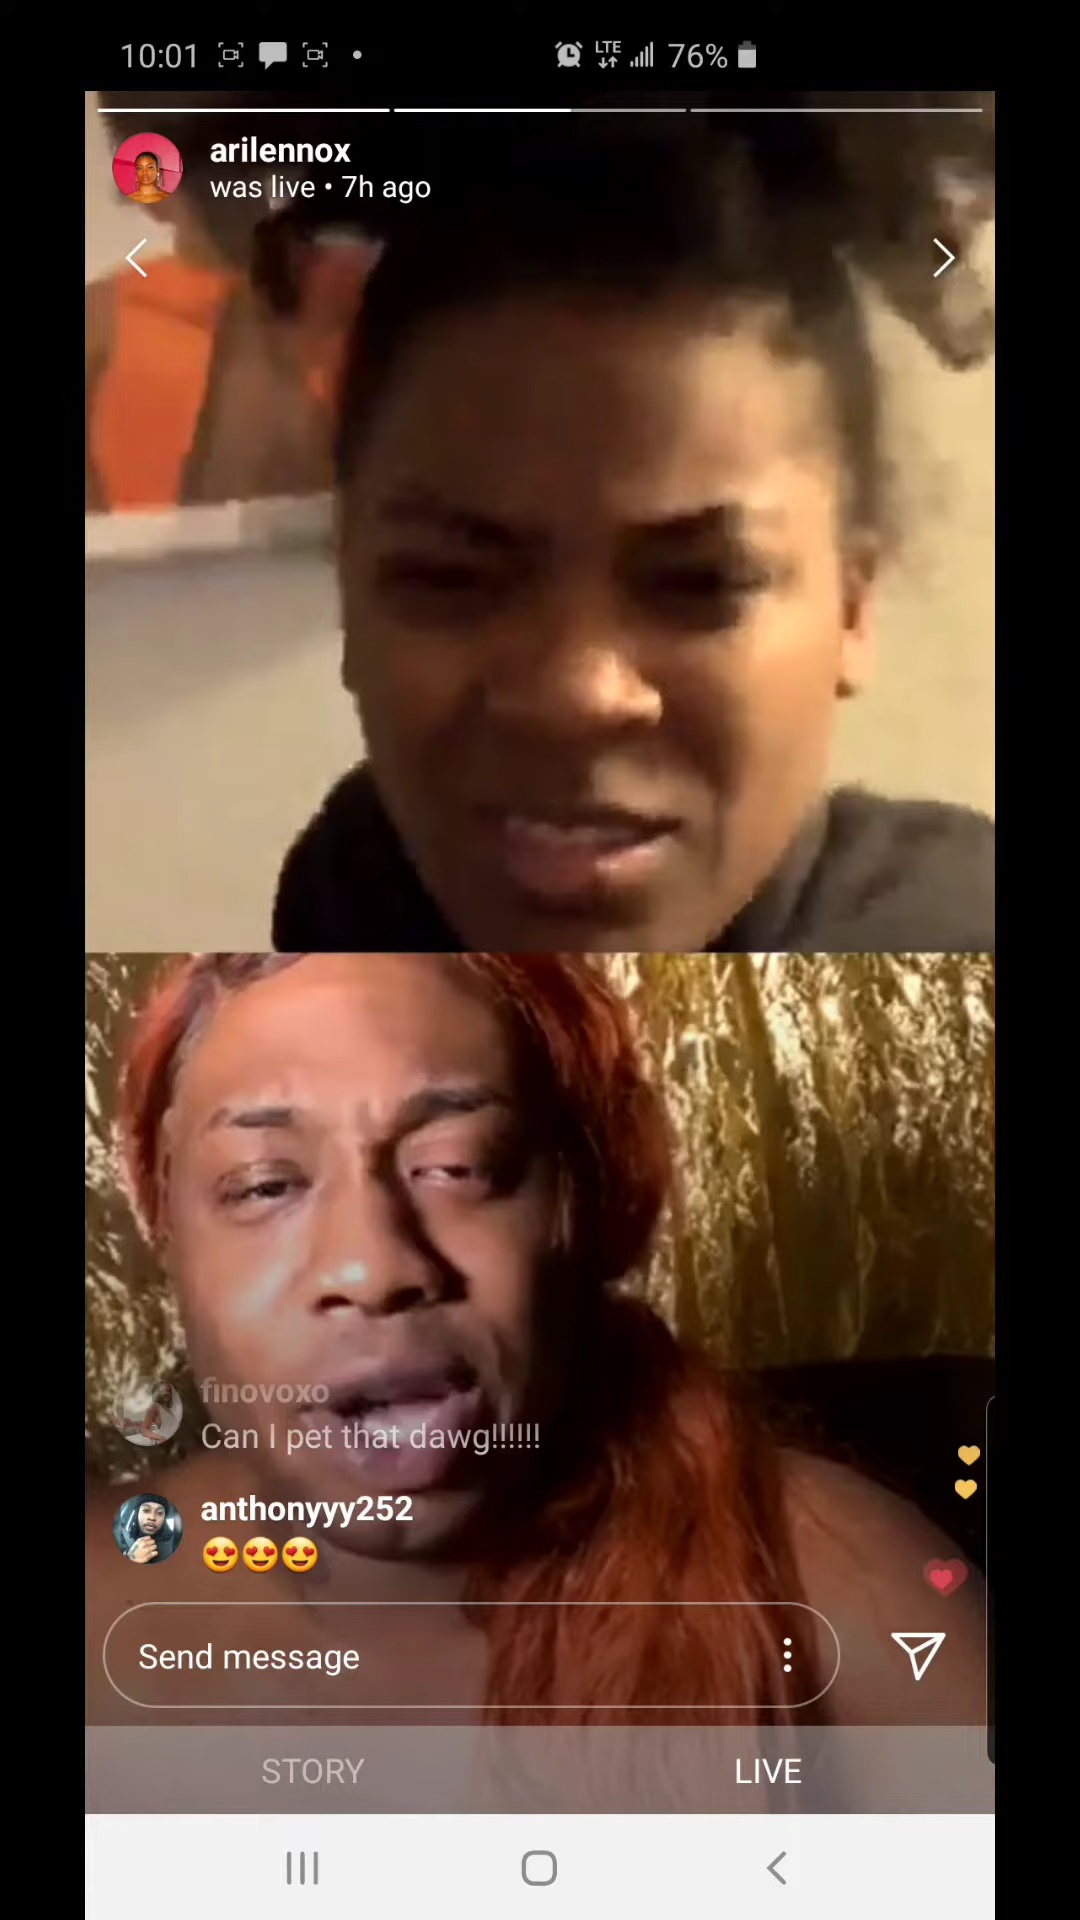 10:01
LTE
76%
arilennox
was live • 7h ago
finovoxo
Can I pet that dawg!!!!!!
anthonyyy252
😍😍😍
Send message
STORY
LIVE